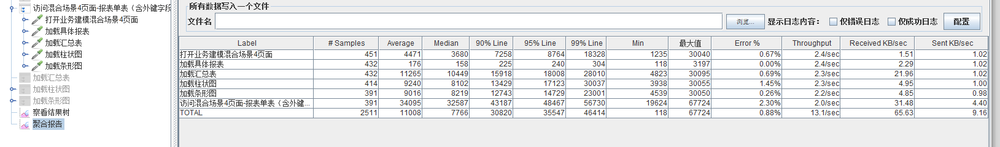 访问混合场景4页面-报表单表（含外键字段
打开业务建模混合场景4页面
加载具体报表
加载汇总表
加载柱状图
加载条形图
加载汇总表
加载柱状图
加载条形图
察看结果树
聚合报告
所有数据写入一个文件
文件名 浏览... 显示日志内容： 仅错误日志 仅成功日志 配置
Label # Samples Average Median 90% Line 95% Line 99% Line Min 最大值 Error % Throughput Received KB/sec Sent KB/sec
打开业务建模混合场景4页面 451 4471 3680 7258 8764 18328 1235 30040 0.67% 2.4/sec 1.51 1.02
加载具体报表 432 176 158 225 240 304 118 3197 0.00% 2.4/sec 2.29 1.02
加载汇总表 432 11265 10449 15918 18008 28010 4823 30095 0.69% 2.3/sec 21.96 1.02
加载柱状图 414 9240 8102 13429 17123 30037 3938 30055 1.45% 2.3/sec 4.95 1.00
加载条形图 391 9016 8219 12743 14729 23001 4539 30050 0.26% 2.2/sec 4.85 0.98
访问混合场景4页面-报表单表（含外键... 391 34095 32587 43187 48467 56730 19624 67724 2.30% 2.0/sec 31.48 4.40
TOTAL 2511 11008 7766 30820 35547 46414 118 67724 0.88% 13.1/sec 65.63 9.16